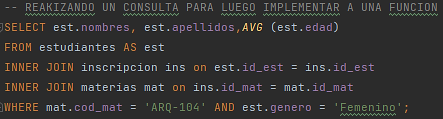 -- REAKIZANDO UN CONSULTA PARA LUEGO IMPLEMENTAR A UNA FUNCION
SELECT est.nombres, est.apellidos,AVG (est.edad)
FROM estudiantes AS est
INNER JOIN inscripcion ins on est.id_est = ins.id_est
INNER JOIN materias mat on ins.id_mat = mat.id_mat
WHERE mat.cod_mat = 'ARQ-104' AND est.genero = 'Femenino';